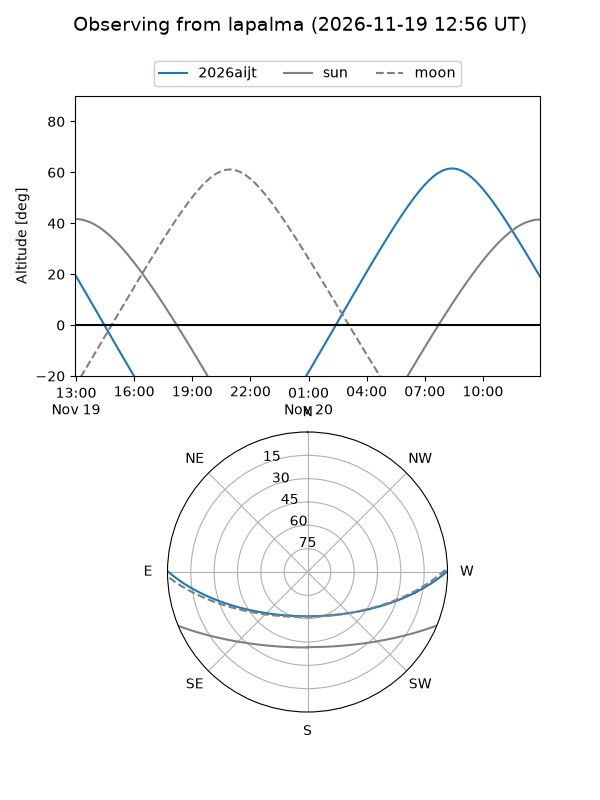 Observing from lapalma (2026-11-19 12:56 UT)
2026aijt sun moon
Altitude [deg]
80
60
40
20
0
−20
13:00 16:00 19:00 22:00 01:00 04:00 07:00 10:00
Nov 19 Nov 20
N
NE NW
15
30
45
60
75
E W
SE SW
S